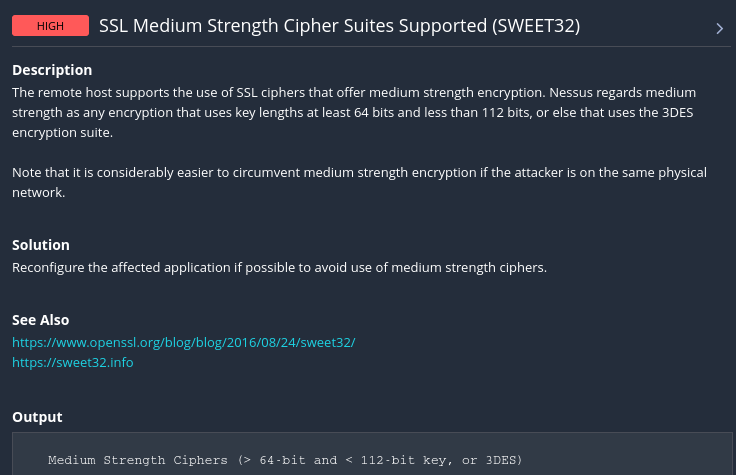 HIGH SSL Medium Strength Cipher Suites Supported (SWEET32)
Description
The remote host supports the use of SSL ciphers that offer medium strength encryption. Nessus regards medium
strength as any encryption that uses key lengths at least 64 bits and less than 112 bits, or else that uses the 3DES
encryption suite.
Note that it is considerably easier to circumvent medium strength encryption if the attacker is on the same physical
network.
Solution
Reconfigure the affected application if possible to avoid use of medium strength ciphers.
See Also
https://www.openssl.org/blog/blog/2016/08/24/sweet32/
https://sweet32.info
Output
Medium Strength Ciphers (> 64-bit and < 112-bit key, or 3DES)